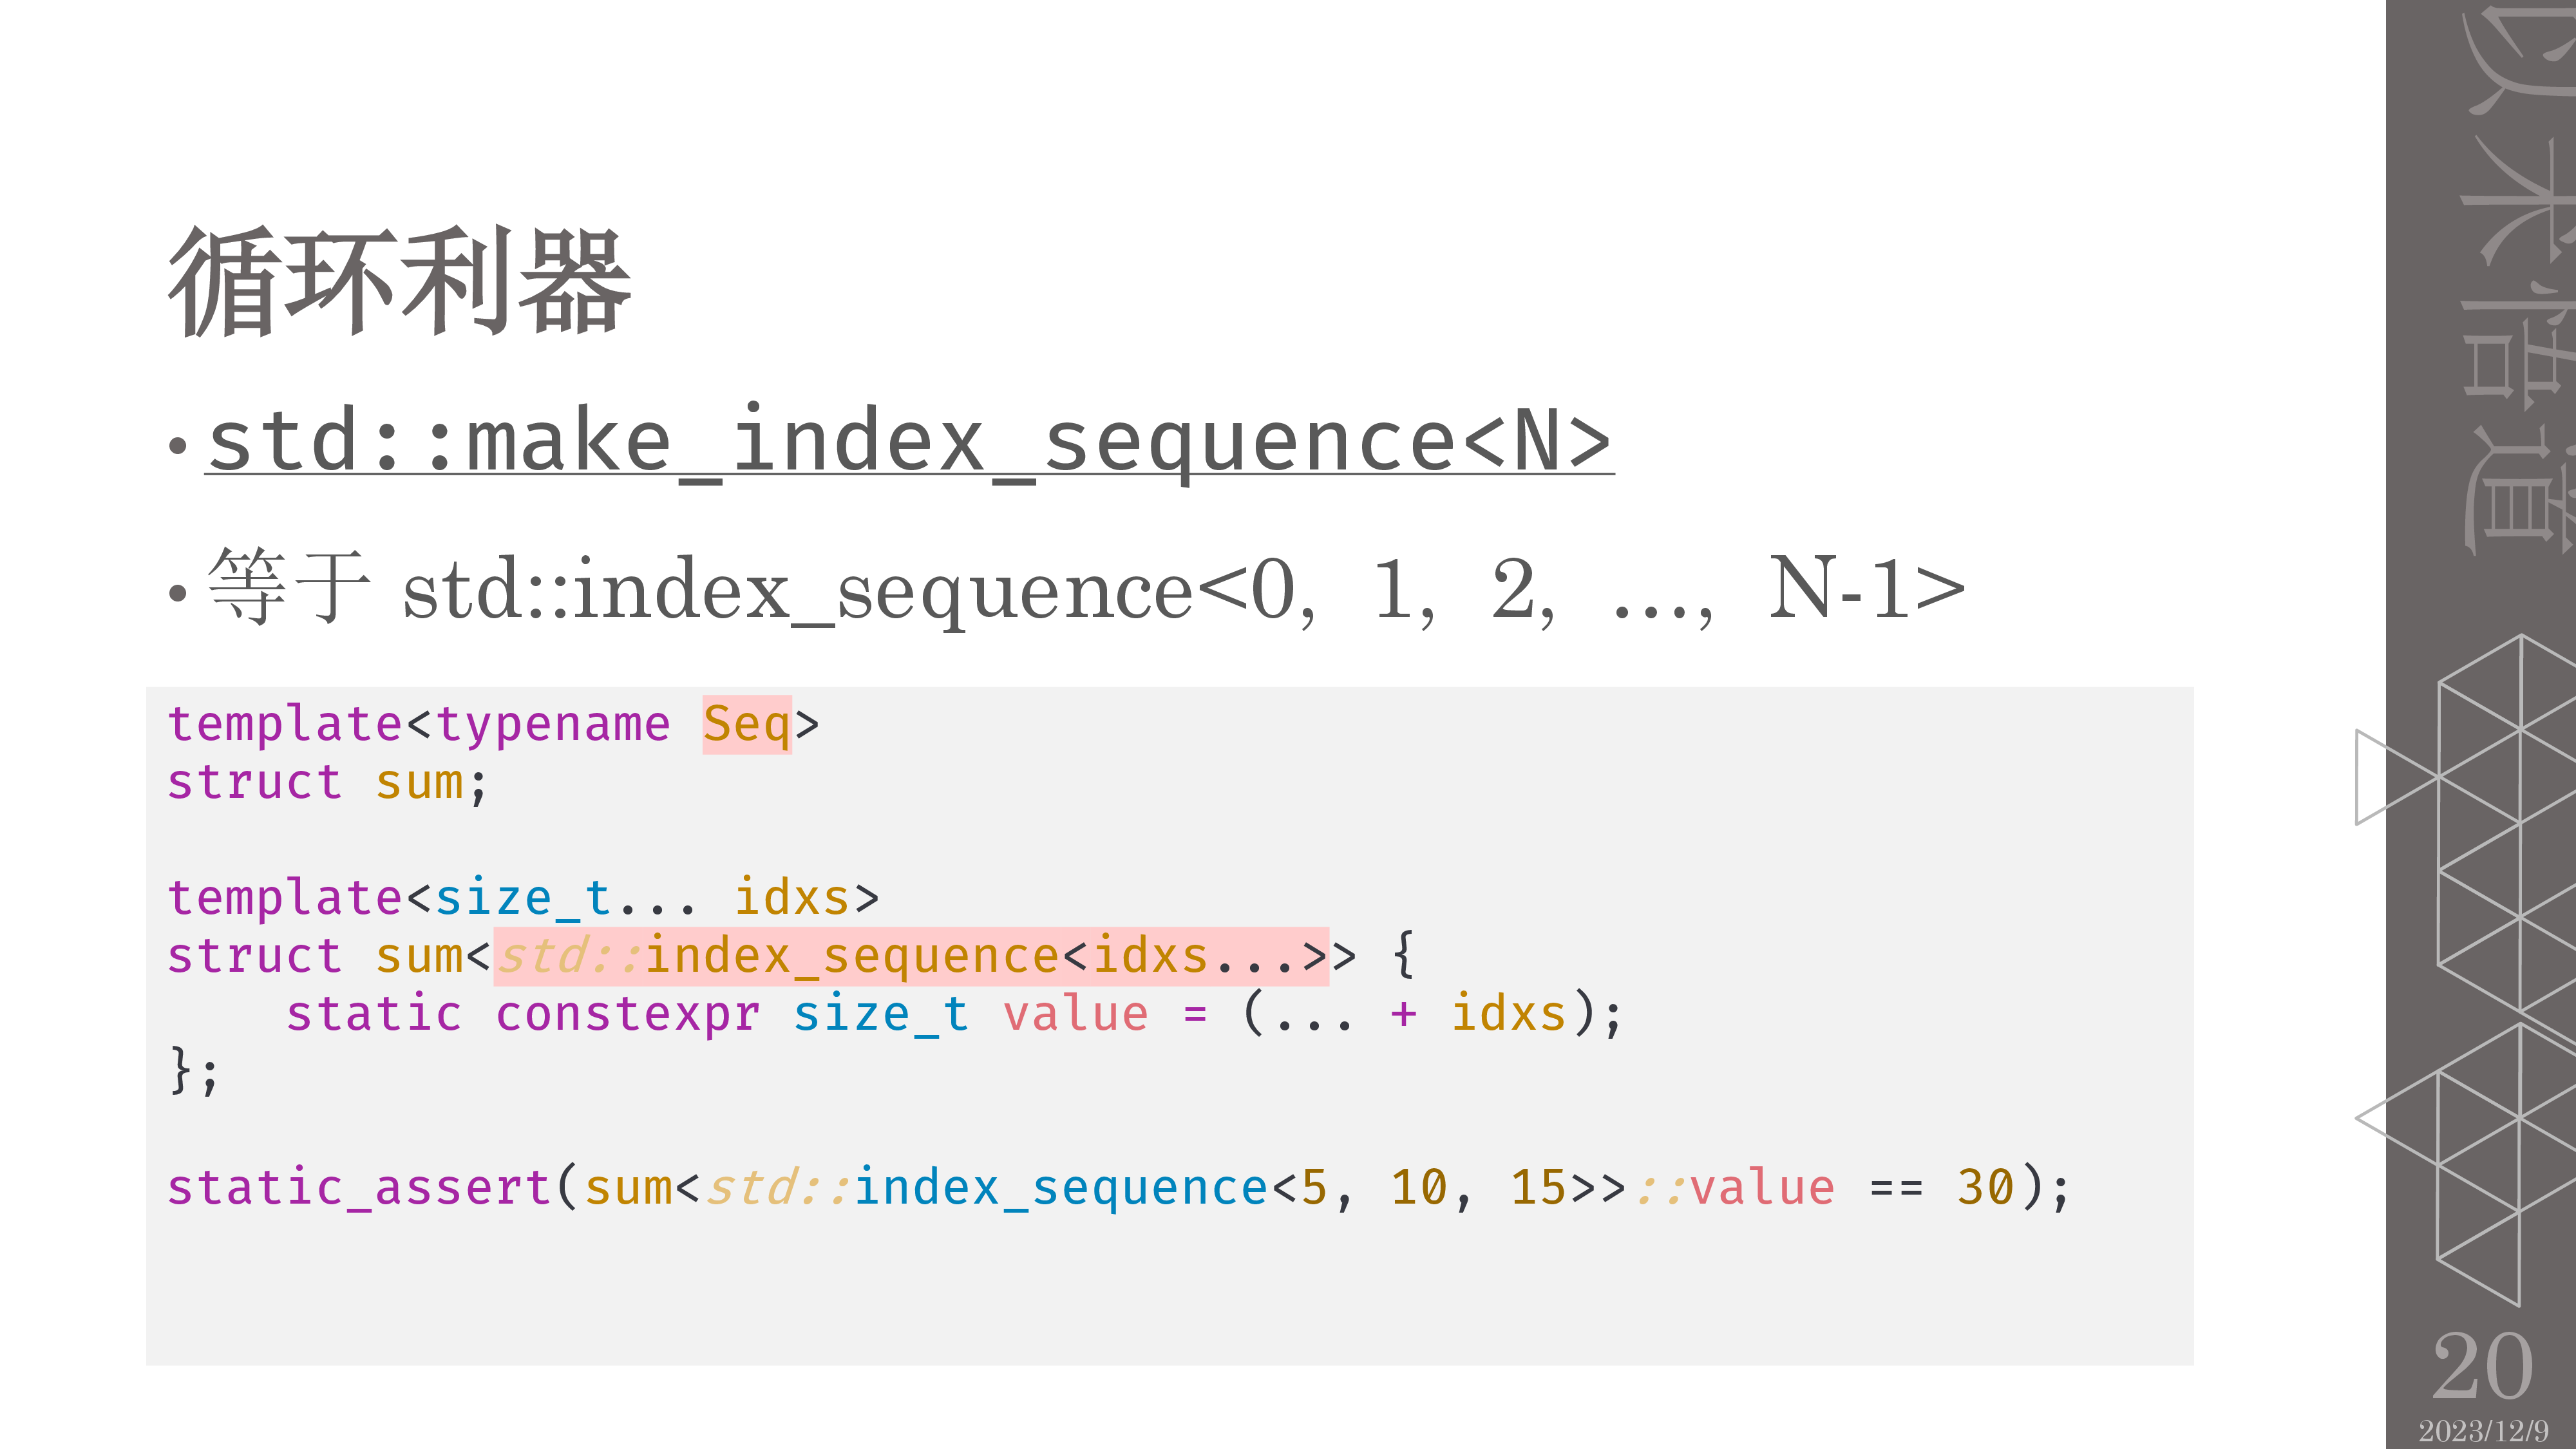 循环利器
• std::make_index_sequence<N>
• 等于 std::index_sequence<0, 1, 2, …, N-1>
template<typename Seq>
struct sum;
template<size_t... idxs>
struct sum<std::index_sequence<idxs...>> {
    static constexpr size_t value = (... + idxs);
};
static_assert(sum<std::index_sequence<5, 10, 15>>::value == 30);
以术悟道
20
2023/12/9